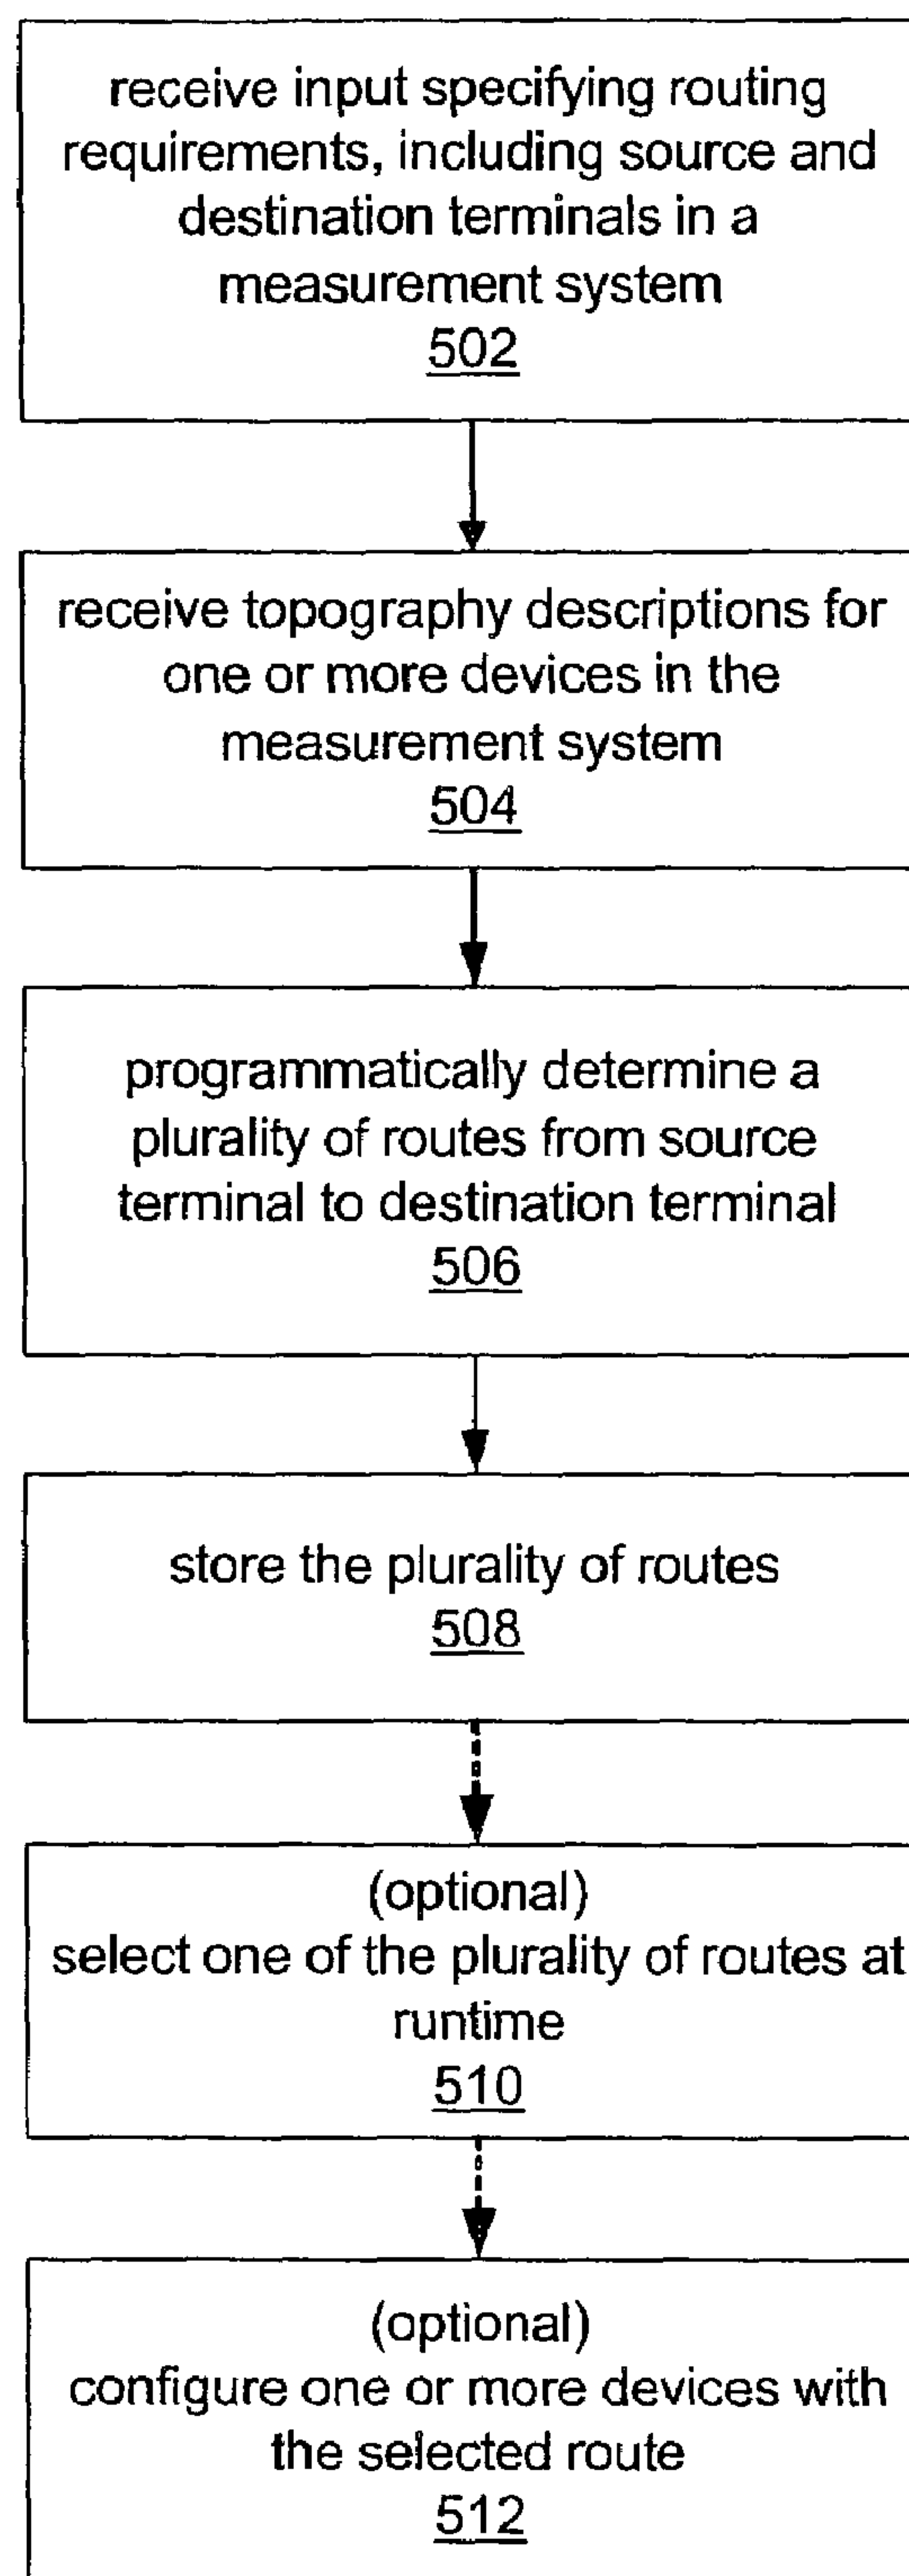 receive input specifying routing
requirements, including source and
destination terminals in a
measurement system
502
receive topography descriptions for
one or more devices in the
measurement system
504
programmatically determine a
plurality of routes from source
terminal to destination terminal
506
store the plurality of routes
508
(optional)
select one of the plurality of routes at
runtime
510
(optional)
configure one or more devices with
the selected route
512